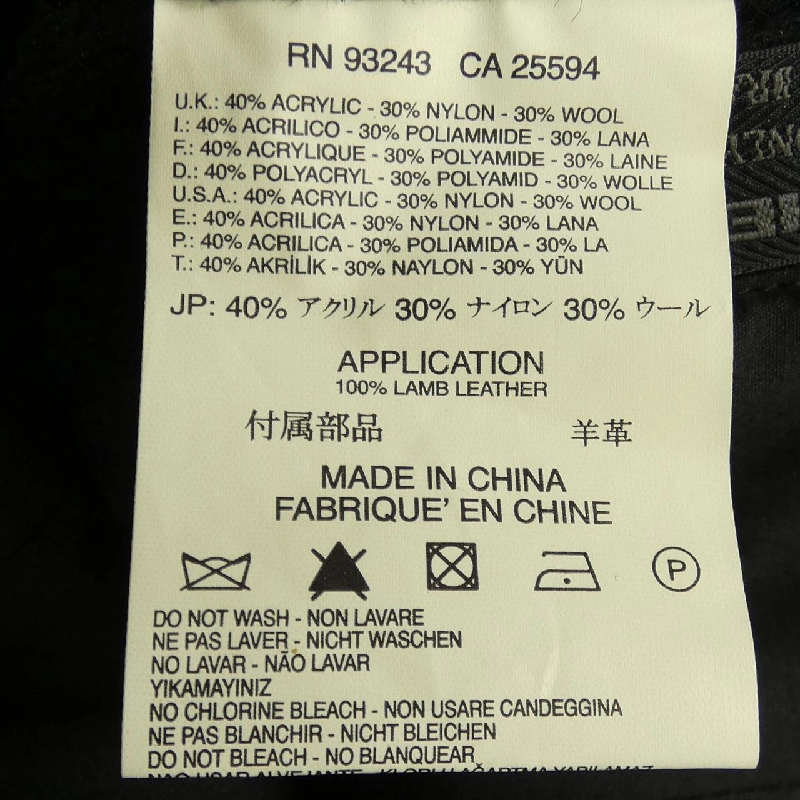 RN 93243 CA 25594
U.K.: 40% ACRYLIC - 30% NYLON - 30% WOOL
I.: 40% ACRILICO - 30% POLIAMMIDE - 30% LANA
F.: 40% ACRYLIQUE - 30% POLYAMIDE - 30% LAINE
D.: 40% POLYACRYL - 30% POLYAMID - 30% WOLLE
U.S.A.: 40% ACRYLIC - 30% NYLON - 30% WOOL
E.: 40% ACRILICA - 30% NYLON - 30% LANA
P.: 40% ACRILICA - 30% POLIAMIDA - 30% LA
T.: 40% AKRİLİK - 30% NAYLON - 30% YÜN
JP: 40% アクリル 30% ナイロン 30% ウール
APPLICATION
100% LAMB LEATHER
付属部品 羊革
MADE IN CHINA
FABRIQUE' EN CHINE
P
DO NOT WASH - NON LAVARE
NE PAS LAVER - NICHT WASCHEN
NO LAVAR - NÃO LAVAR
YIKAMAYINIZ
NO CHLORINE BLEACH - NON USARE CANDEGGINA
NE PAS BLANCHIR - NICHT BLEICHEN
DO NOT BLEACH - NO BLANQUEAR